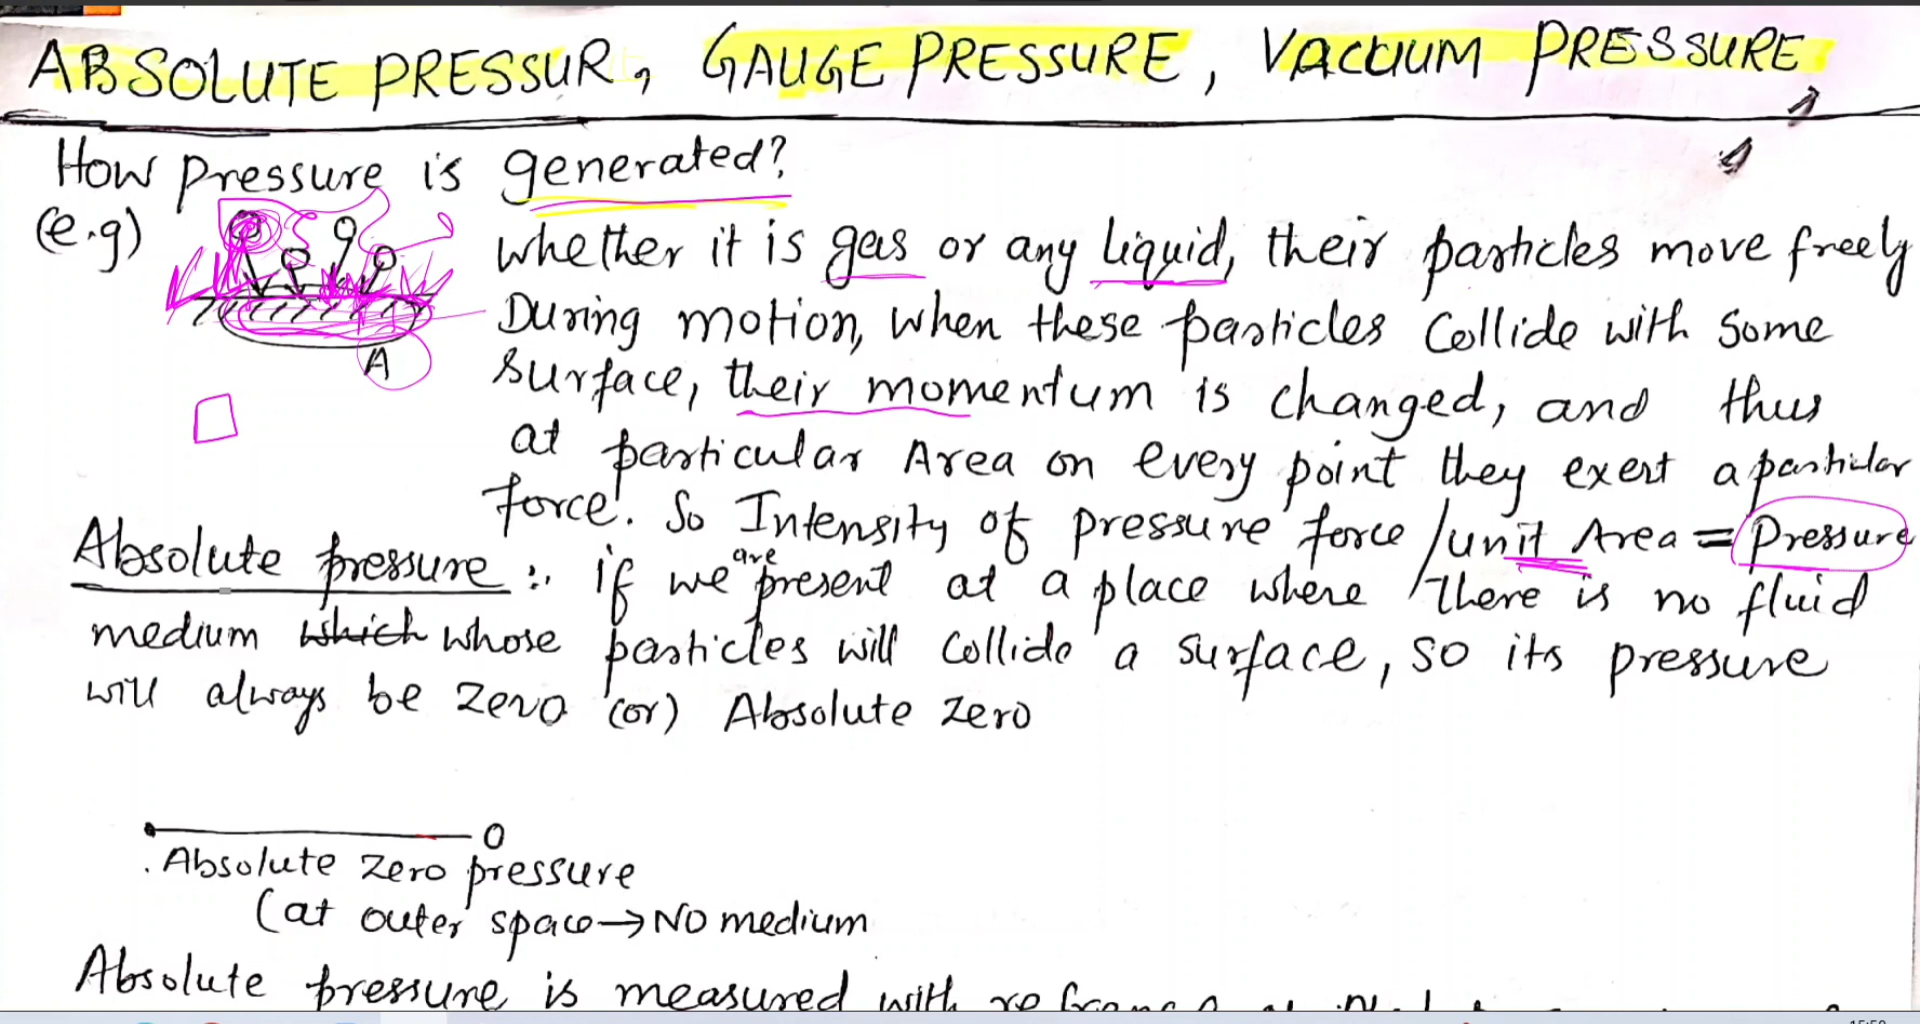 ABSOLUTE PRESSUR, GAUGE PRESSURE, VACUUM PRESSURE
How Pressure is generated?
(e.g)
whether it is gas or any liquid, their particles move freely
During motion, when these particles Collide with Some
surface, their momentum is changed, and thus
A
at particular Area on every point they exert a particular
force. So Intensity of pressure force /unit Area = Pressure
Absolute pressure :. if we are present at a place where there is no fluid
medium which whose particles will collide a surface, so its pressure
will always be zero (or) Absolute zero
0
. Absolute zero pressure
(at outer space → NO medium
Absolute pressure is measured with